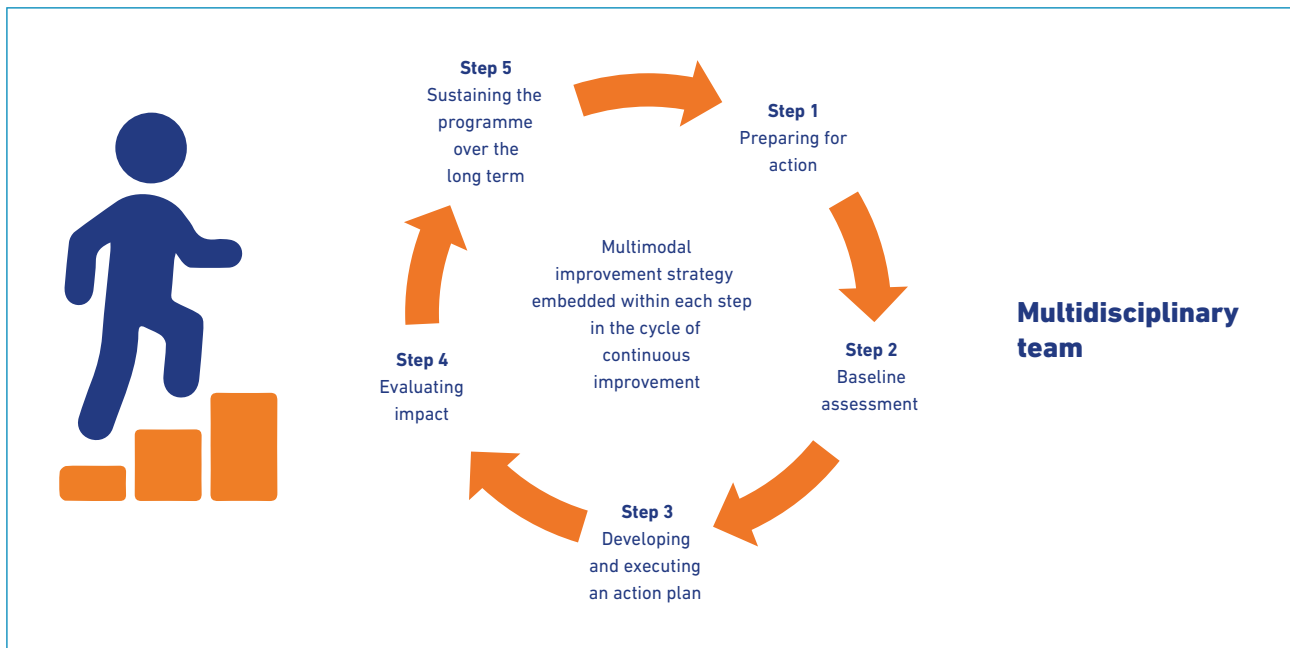 Step 5
Sustaining the
programme
over the
long term
Step 1
Preparing for
action
Multimodal
improvement strategy
embedded within each step
in the cycle of
continuous
improvement
Multidisciplinary
team
Step 2
Baseline
assessment
Step 4
Evaluating
impact
Step 3
Developing
and executing
an action plan